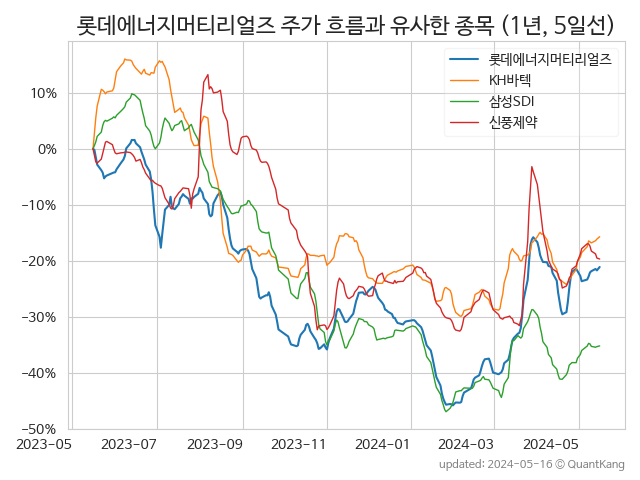 롯데에너지머티리얼즈 주가 흐름과 유사한 종목 (1년, 5일선)
롯데에너지머티리얼즈
KH바텍
삼성SDI
신풍제약
10%
0%
−10%
−20%
−30%
−40%
−50%
2023-05 2023-07 2023-09 2023-11 2024-01 2024-03 2024-05
updated: 2024-05-16 © QuantKang